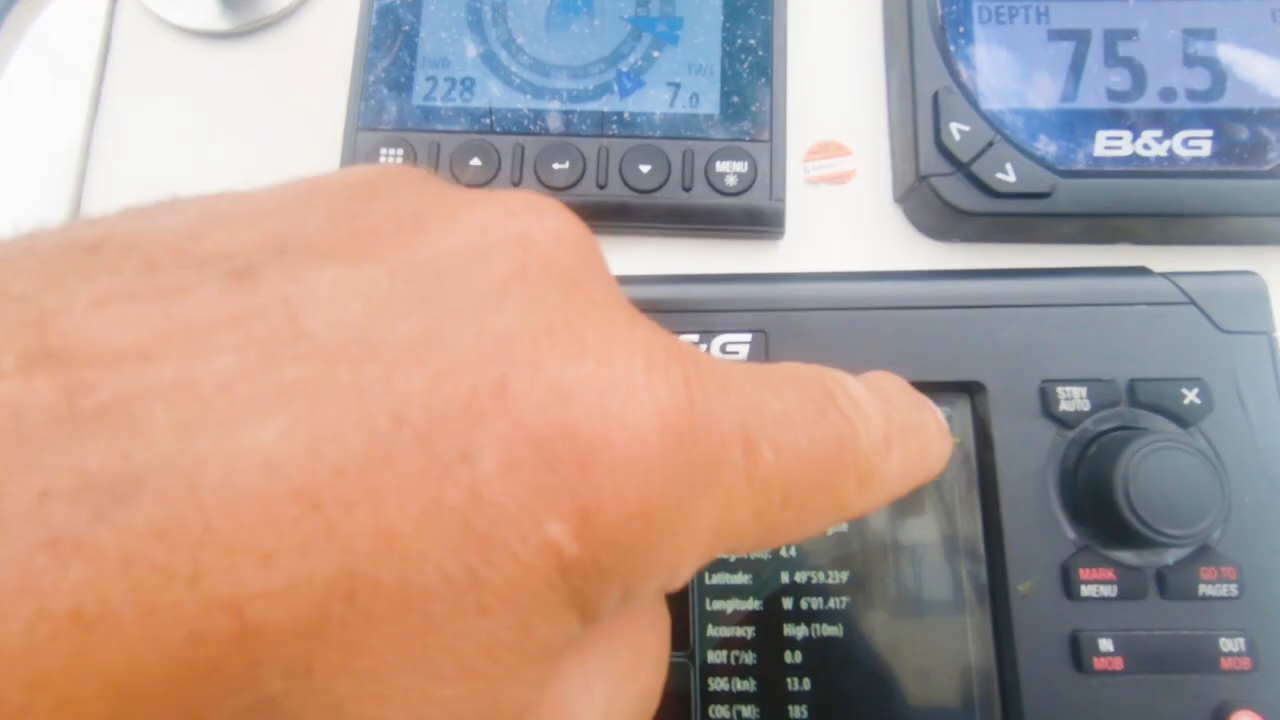 DEPTH
75.5
TWD
228
7.0
B&G
MENU
&G
STBY
AUTO
X
4.4
Latitude: N 49°59.239'
Longitude: W 6°01.417'
Accuracy: High (10m)
ROT (°/s): 0.0
SOG (kn): 13.0
COG (°M): 185
MARK
MENU
GO TO
PAGES
IN
MOB
OUT
MOB